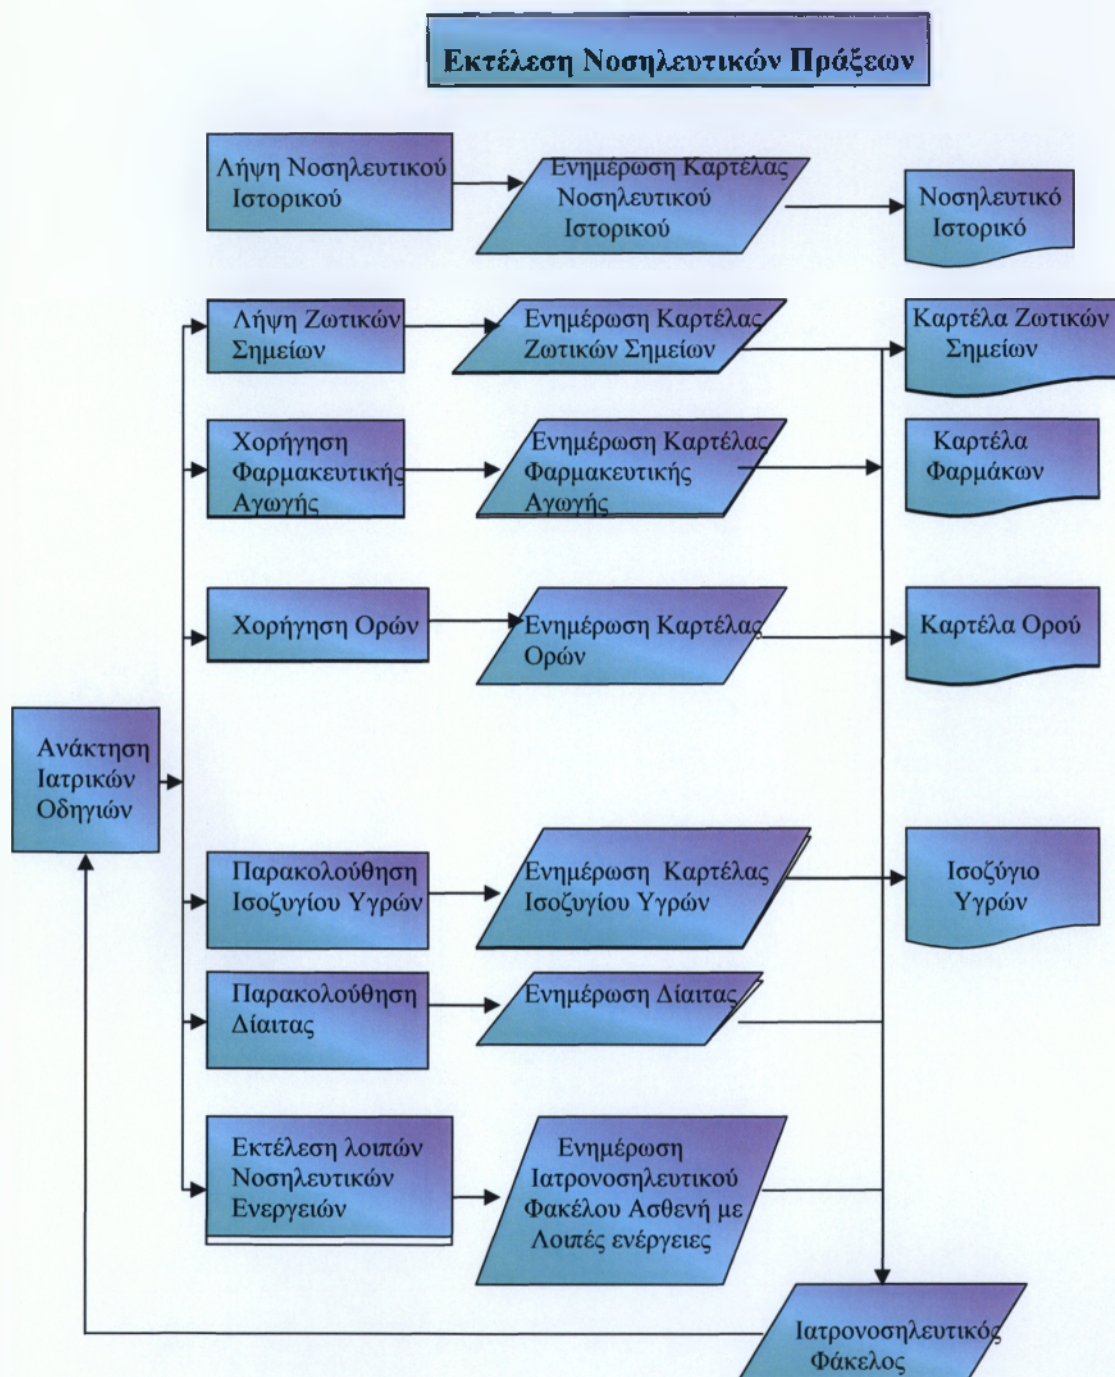 Εκτέλεση Νοσηλευτικών Πράξεων
Λήψη Νοσηλευτικού
Ιστορικού
Ενημέρωση Καρτέλας
Νοσηλευτικού
Ιστορικού
Νοσηλευτικό
Ιστορικό
Λήψη Ζωτικών
Σημείων
Ενημέρωση Καρτέλας
Ζωτικών Σημείων
Καρτέλα Ζωτικών
Σημείων
Χορήγηση
Φαρμακευτικής
Αγωγής
Ενημέρωση Καρτέλας
Φαρμακευτικής
Αγωγής
Καρτέλα
Φαρμάκων
Χορήγηση Ορών
Ενημέρωση Καρτέλας
Ορών
Καρτέλα Ορού
Ανάκτηση
Ιατρικών
Οδηγιών
Παρακολούθηση
Ισοζυγίου Υγρών
Ενημέρωση Καρτέλας
Ισοζυγίου Υγρών
Ισοζύγιο
Υγρών
Παρακολούθηση
Δίαιτας
Ενημέρωση Δίαιτας
Εκτέλεση λοιπών
Νοσηλευτικών
Ενεργειών
Ενημέρωση
Ιατρονοσηλευτικού
Φακέλου Ασθενή με
Λοιπές ενέργειες
Ιατρονοσηλευτικός
Φάκελος